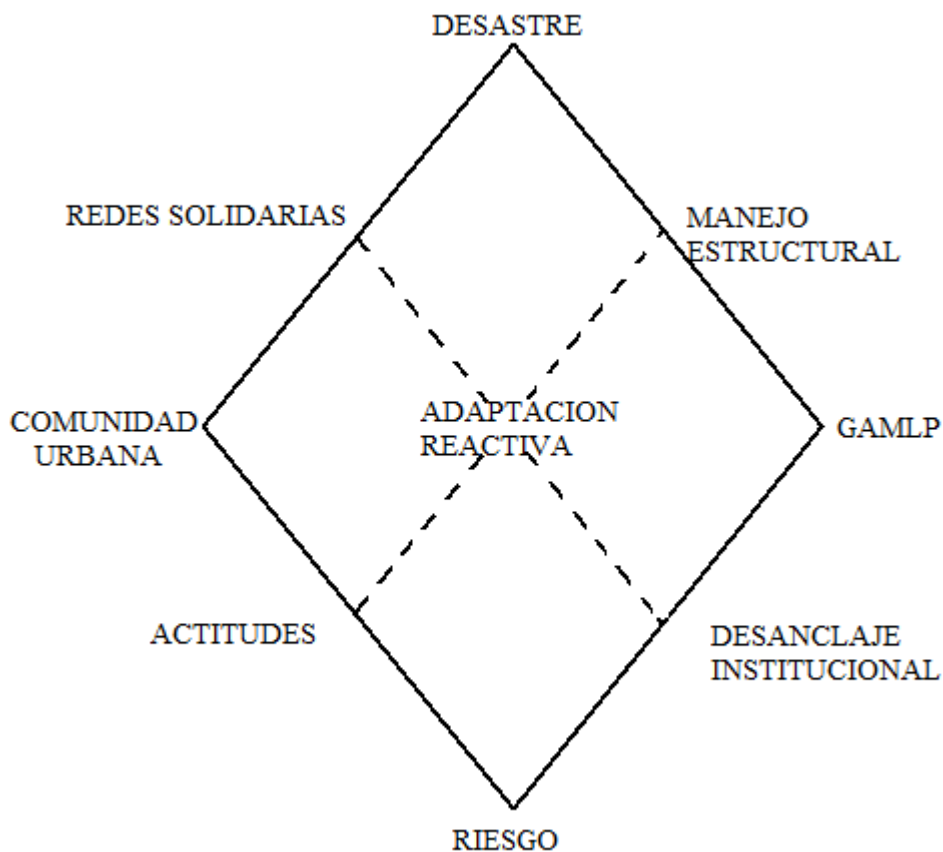 DESASTRE
REDES SOLIDARIAS
MANEJO
ESTRUCTURAL
COMUNIDAD
URBANA
ADAPTACION
REACTIVA
GAMLP
ACTITUDES
DESANCLAJE
INSTITUCIONAL
RIESGO